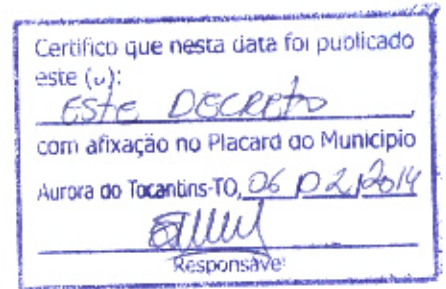 Certifico que nesta data foi publicado
este (o):
ESTE DECRETO
com afixação no Placard do Município
Aurora do Tocantins-TO, 06 02 2014
Responsável